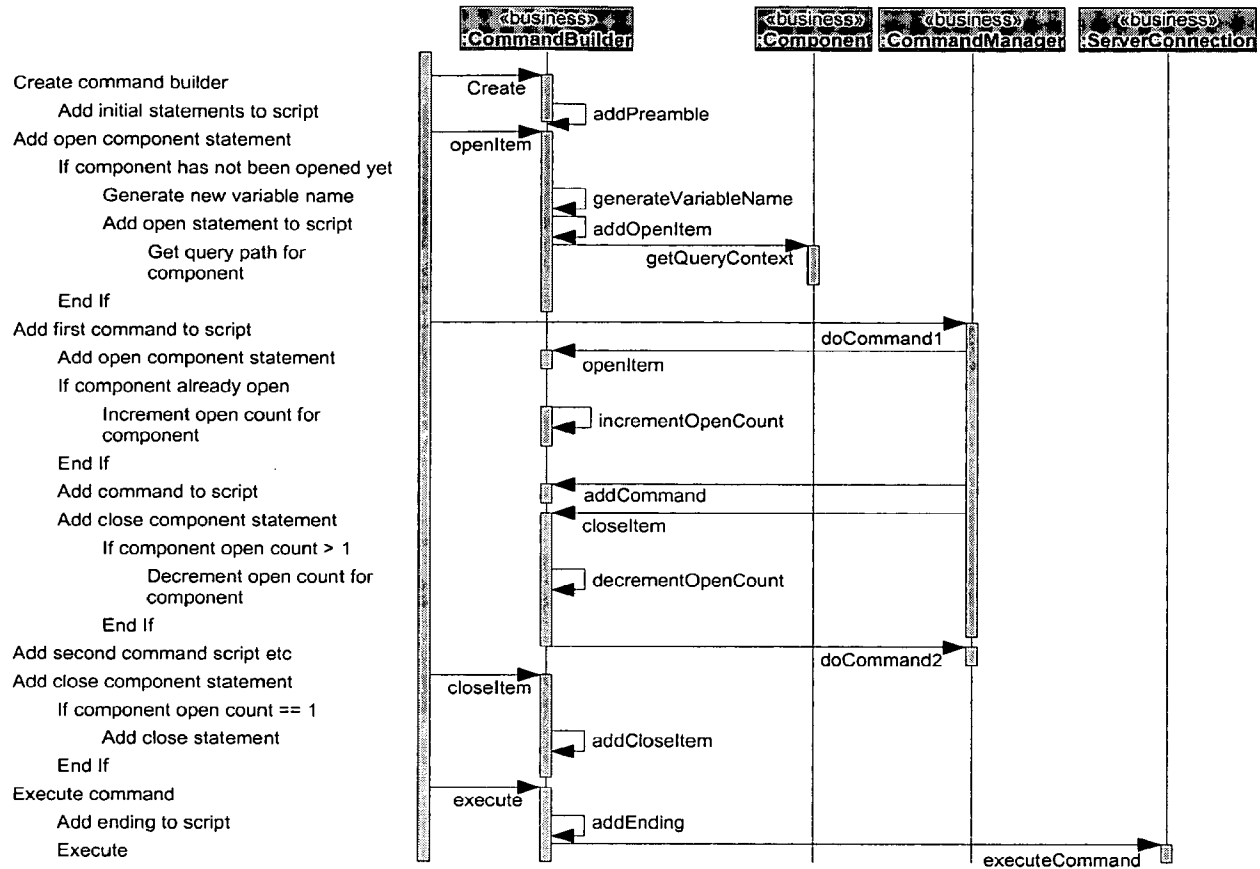 «business» «business» «business» «business»
:CommandBuilder :Component :CommandManager :ServerConnection
Create command builder
Create
Add initial statements to script
addPreamble
Add open component statement
openItem
If component has not been opened yet
Generate new variable name
generateVariableName
Add open statement to script
addOpenItem
Get query path for
component
getQueryContext
End If
Add first command to script
doCommand1
Add open component statement
openItem
If component already open
Increment open count for
component
incrementOpenCount
End If
Add command to script
addCommand
Add close component statement
closeItem
If component open count > 1
Decrement open count for
component
decrementOpenCount
End If
Add second command script etc
doCommand2
Add close component statement
closeItem
If component open count == 1
Add close statement
addCloseItem
End If
Execute command
execute
Add ending to script
addEnding
Execute
executeCommand